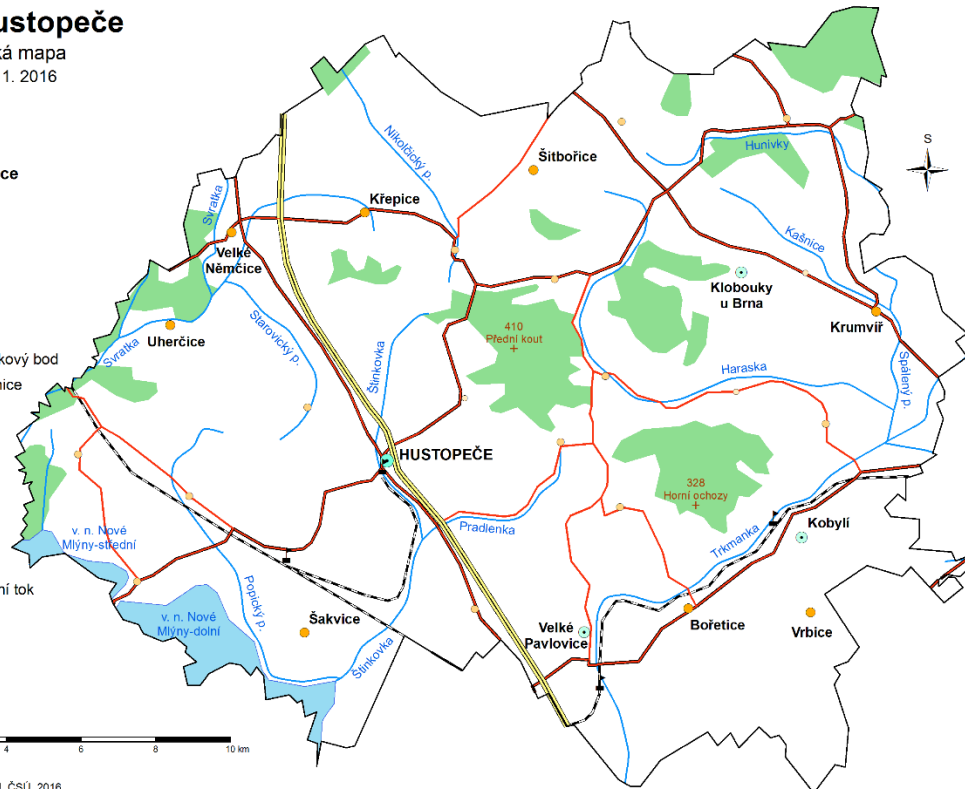 ustopeče
ká mapa
1. 2016
ce
kový bod
nice
ní tok
4 6 8 10 km
, ČSÚ, 2016
S
Nikolčický p.
Šitbořice
Hunivky
Křepice
Svratka
Velké
Němčice
Kašnice
Klobouky
u Brna
Krumvíř
Uherčice
Svratka
Starovický p.
Štinkovka
410
Přední kout
Haraska
Spálený p.
HUSTOPEČE
328
Horní ochozy
Pradlenka
Trkmanka
Kobylí
v. n. Nové
Mlýny-střední
Popický p.
v. n. Nové
Mlýny-dolní
Šakvice
Štinkovka
Velké
Pavlovice
Bořetice
Vrbice